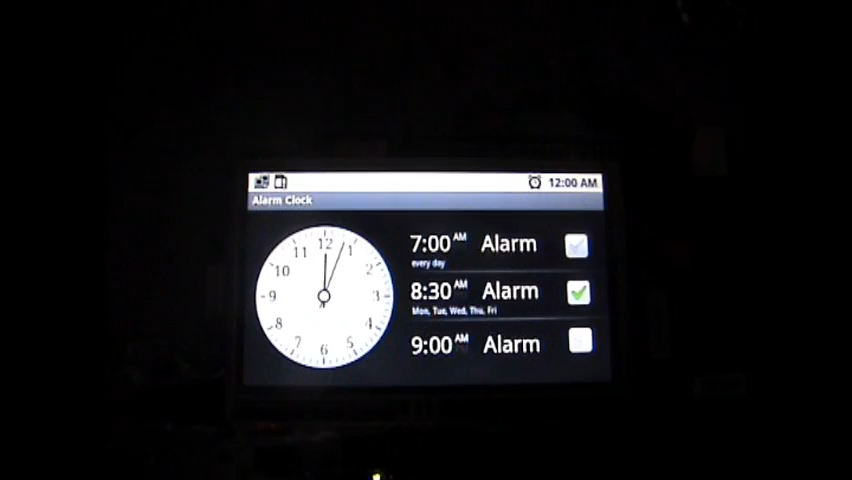 12:00 AM
Alarm Clock
12
1
2
3
4
5
6
7
8
9
10
11
7:00 AM Alarm
every day
8:30 AM Alarm
Mon, Tue, Wed, Thu, Fri
9:00 AM Alarm